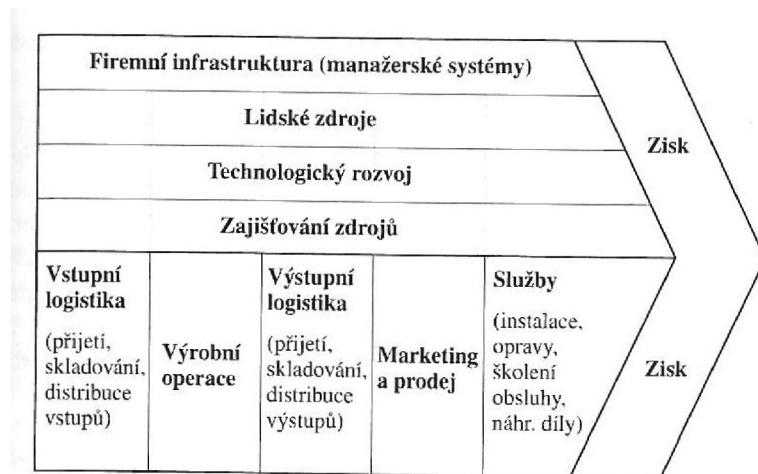 Firemní infrastruktura (manažerské systémy)
Lidské zdroje
Technologický rozvoj
Zajišťování zdrojů
Zisk
Vstupní
logistika
(přijetí,
skladování,
distribuce
vstupů)
Výrobní
operace
Výstupní
logistika
(přijetí,
skladování,
distribuce
výstupů)
Marketing
a prodej
Služby
(instalace,
opravy,
školení
obsluhy,
náhr. díly)
Zisk